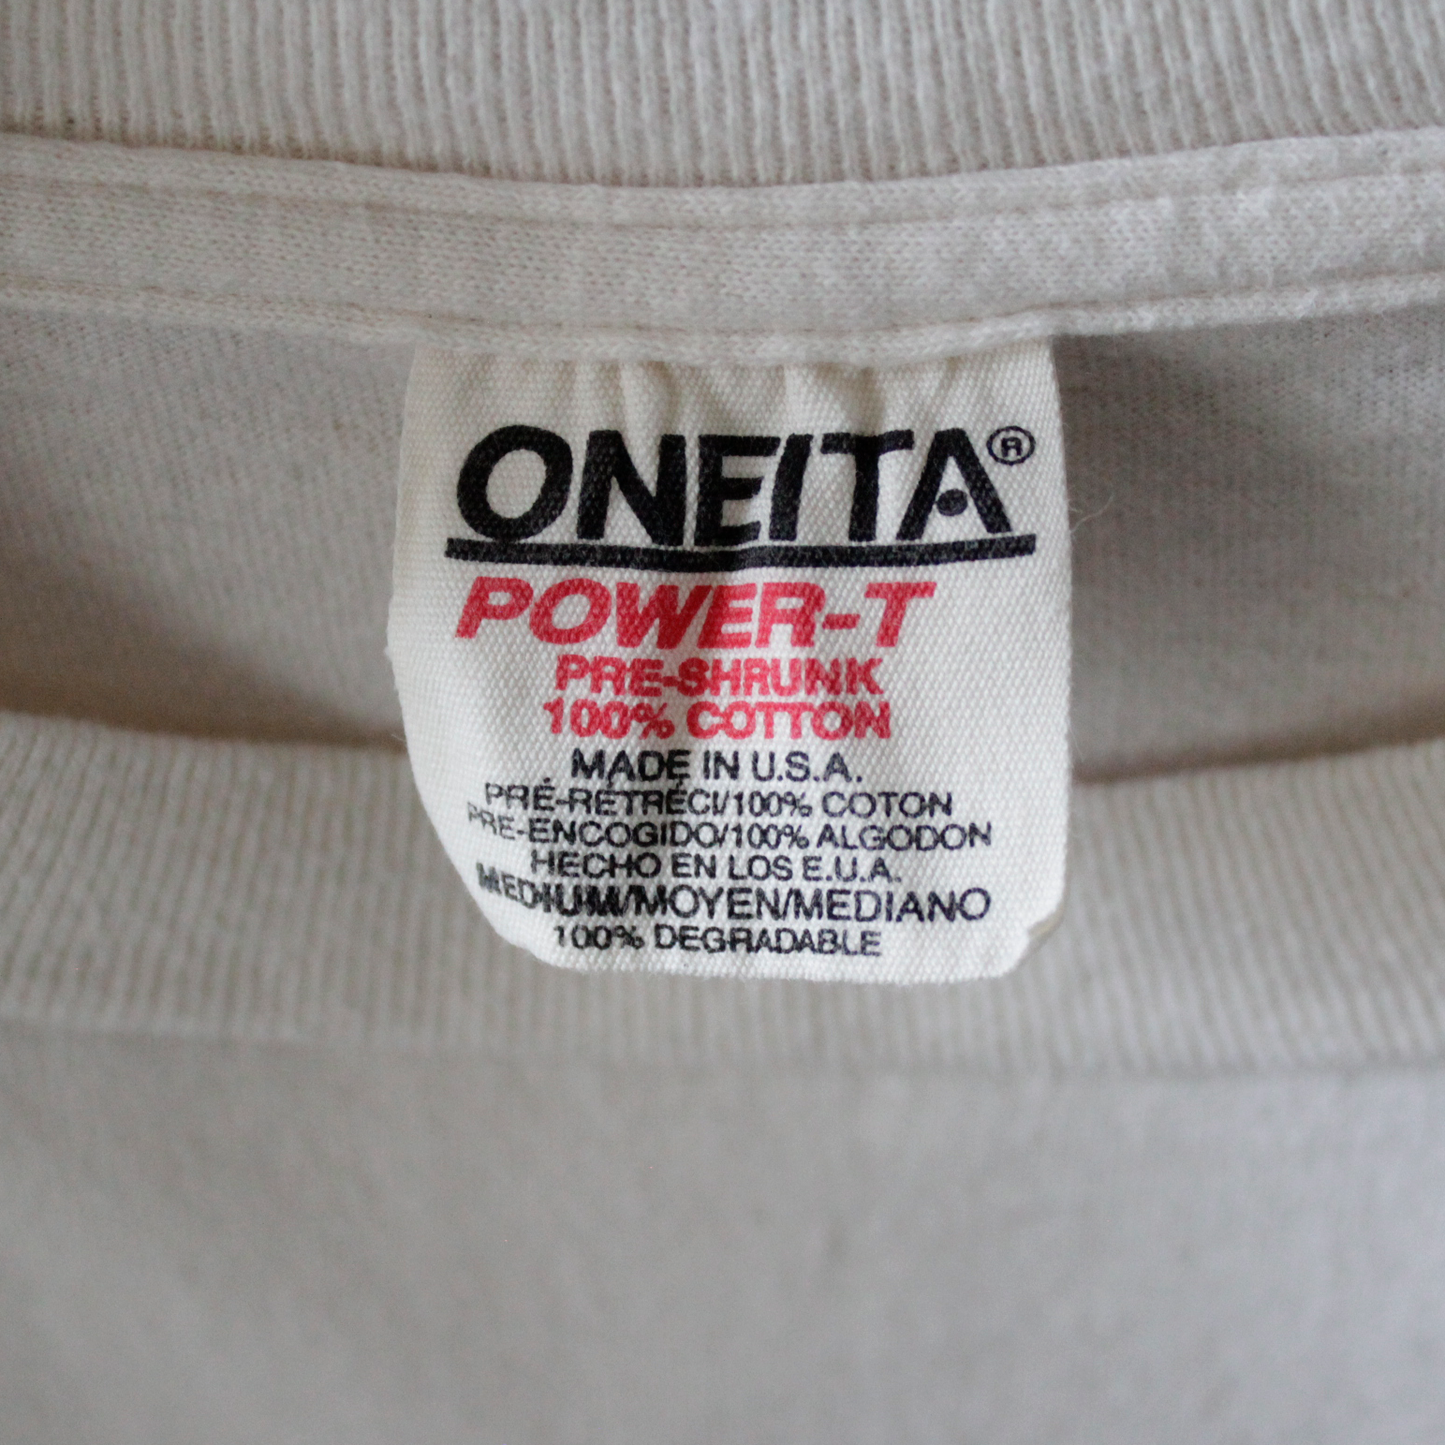 ONEITA®
POWER-T
PRE-SHRUNK
100% COTTON
MADE IN U.S.A.
PRÉ-RÉTRÉCI/100% COTON
PRE-ENCOGIDO/100% ALGODON
HECHO EN LOS E.U.A.
MEDIUM/MOYEN/MEDIANO
100% DEGRADABLE